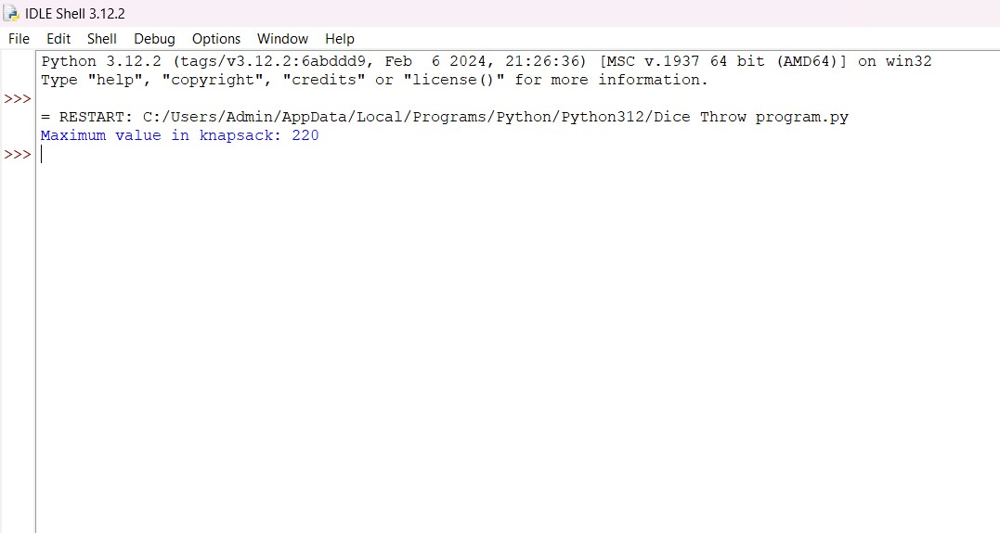 IDLE Shell 3.12.2
File Edit Shell Debug Options Window Help
Python 3.12.2 (tags/v3.12.2:6abddd9, Feb  6 2024, 21:26:36) [MSC v.1937 64 bit (AMD64)] on win32
Type "help", "copyright", "credits" or "license()" for more information.
>>>
= RESTART: C:/Users/Admin/AppData/Local/Programs/Python/Python312/Dice Throw program.py
Maximum value in knapsack: 220
>>>